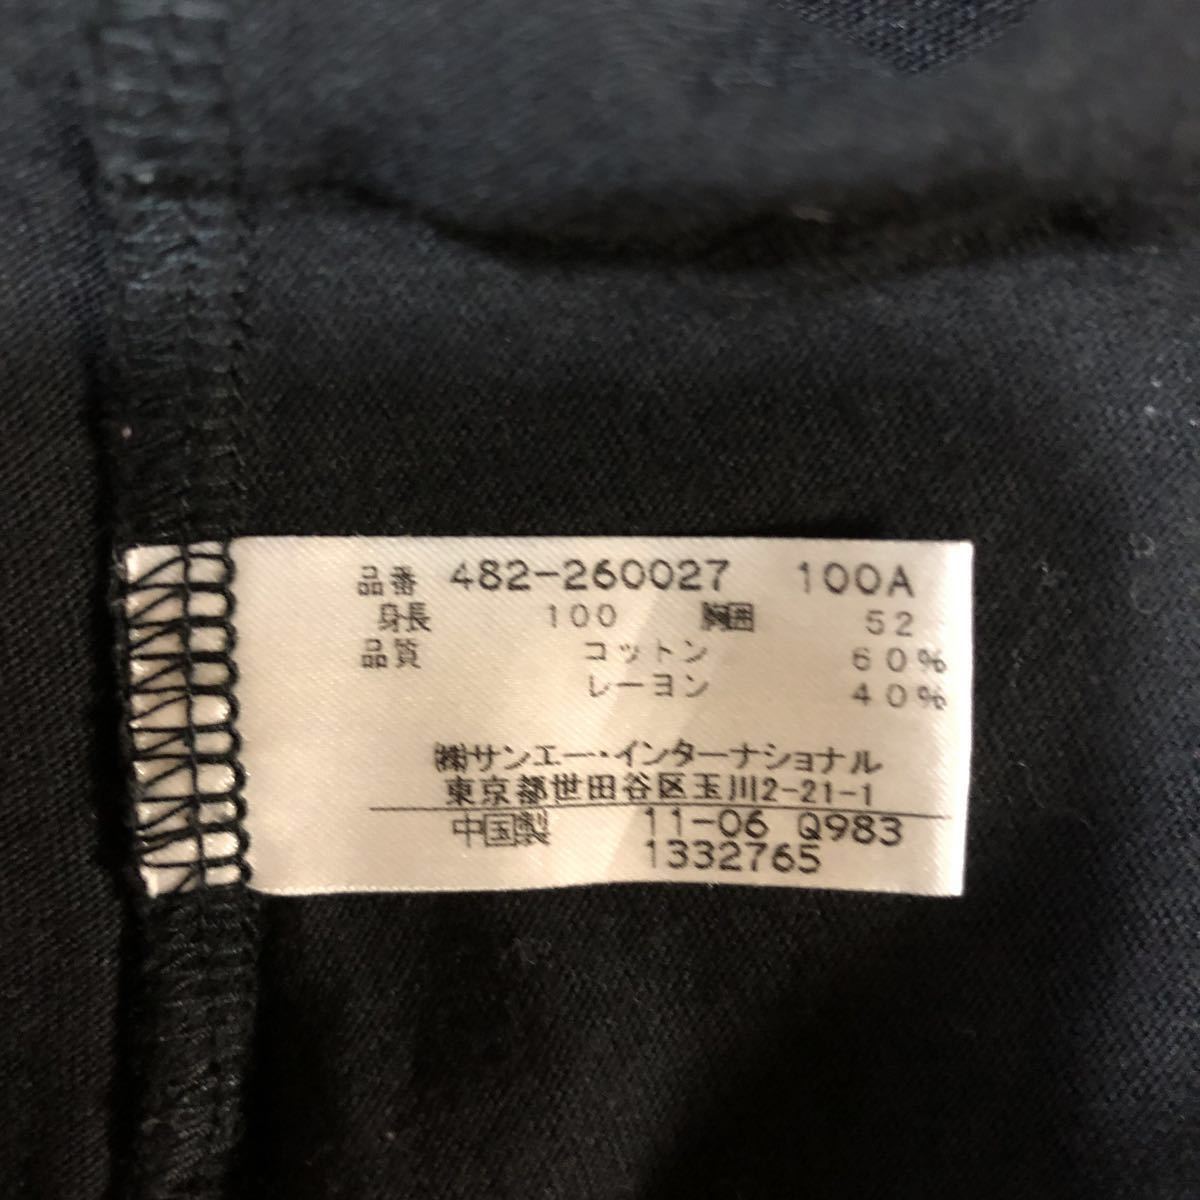 品番 482-260027 100A
身長 100 胸囲 52
品質 コットン 60%
レーヨン 40%
㈱サンエー・インターナショナル
東京都世田谷区玉川2-21-1
中国製 11-06 Q983
1332765